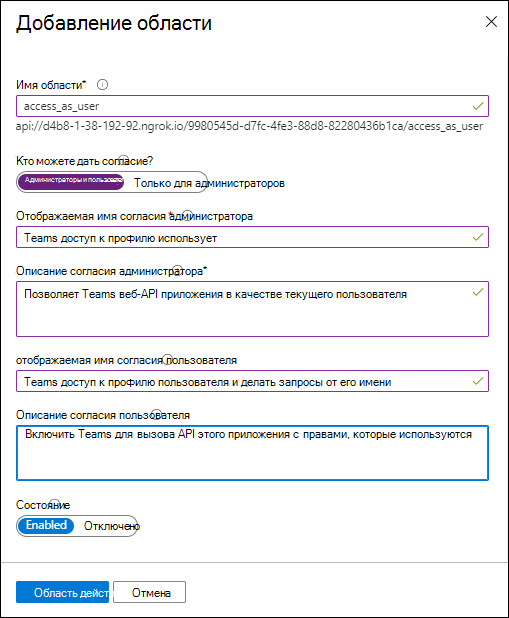 Добавление области
Имя области*
access_as_user
api://d4b8-1-38-192-92.ngrok.io/9980545d-d7fc-4fe3-88d8-82280436b1ca/access_as_user
Кто можете дать согласие?
Администраторы и пользователи
Только для администраторов
Отображаемая имя согласия *администратора
Teams доступ к профилю использует
Описание согласия администратора*
Позволяет Teams веб-API приложения в качестве текущего пользователя
отображаемая имя согласия пользователя
Teams доступ к профилю пользователя и делать запросы от его имени
Описание согласия пользователя
Включить Teams для вызова API этого приложения с правами, которые используются
Состояние
Enabled
Отключено
Область дейст
Отмена